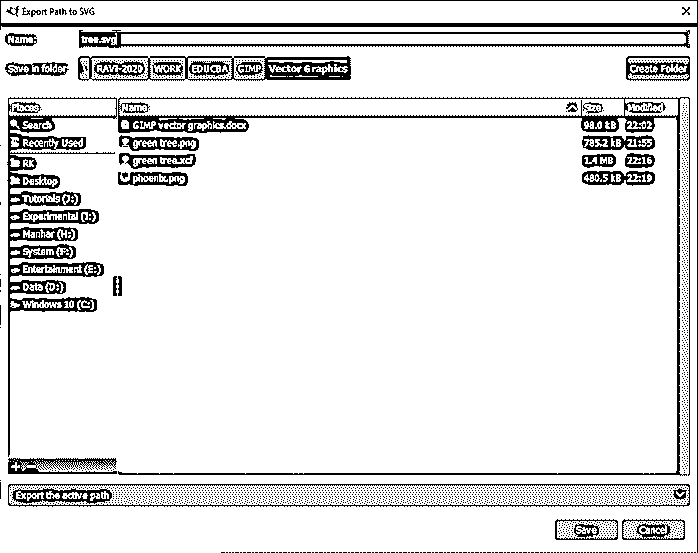 Export Path to SVG
Name: tree.svg
Save in folder: RAVI-2020 WORK EDUCBA GIMP Vector Graphics Create Folder
Places Name Size Modified
Search GIMP vector graphics.docx 98.0 kB 22:02
Recently Used green tree.png 785.2 kB 21:55
RK green tree.xcf 1.4 MB 22:16
Desktop phoenix.png 480.5 kB 22:19
Tutorials (J:)
Experimental (I:)
Manhar (H:)
System (F:)
Entertainment (E:)
Data (D:)
Windows 10 (C:)
Export the active path
Save Cancel